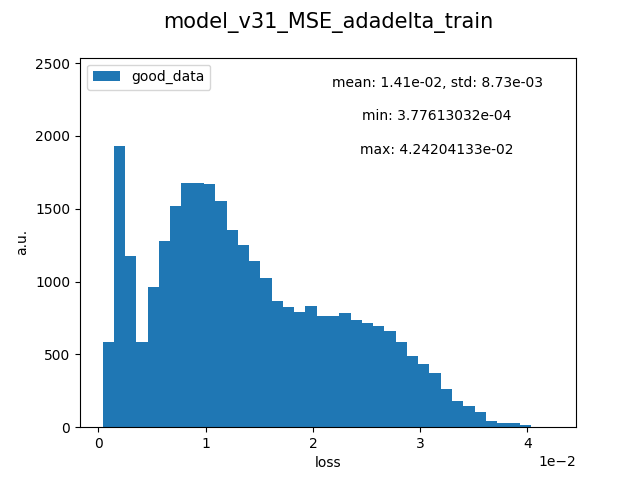 model_v31_MSE_adadelta_train
good_data
mean: 1.41e-02, std: 8.73e-03
min: 3.77613032e-04
max: 4.24204133e-02
2500
2000
1500
1000
500
0
a.u.
0 1 2 3 4
1e−2
loss